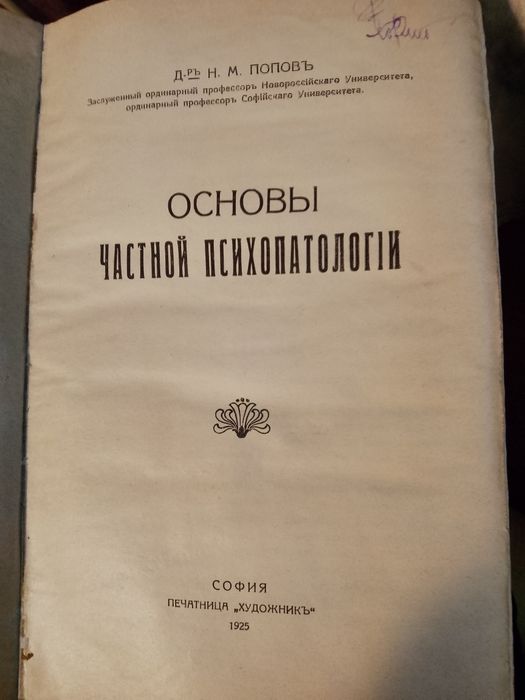 Д-РЪ Н. М. ПОПОВЪ
Заслуженный ординарный профессоръ Новороссійскаго Университета,
ординарный профессоръ Софійскаго Университета.
ОСНОВЫ
ЧАСТНОЙ ПСИХОПАТОЛОГІИ
СОФИЯ
ПЕЧАТНИЦА „ХУДОЖНИКЪ“
1925